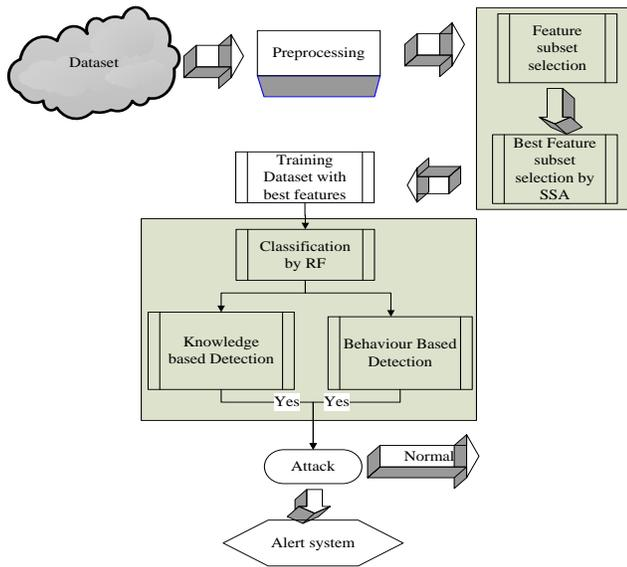 Dataset
Preprocessing
Feature
subset
selection
Best Feature
subset
selection by
SSA
Training
Dataset with
best features
Classification
by RF
Knowledge
based Detection
Behaviour Based
Detection
Yes
Yes
Attack
Normal
Alert system